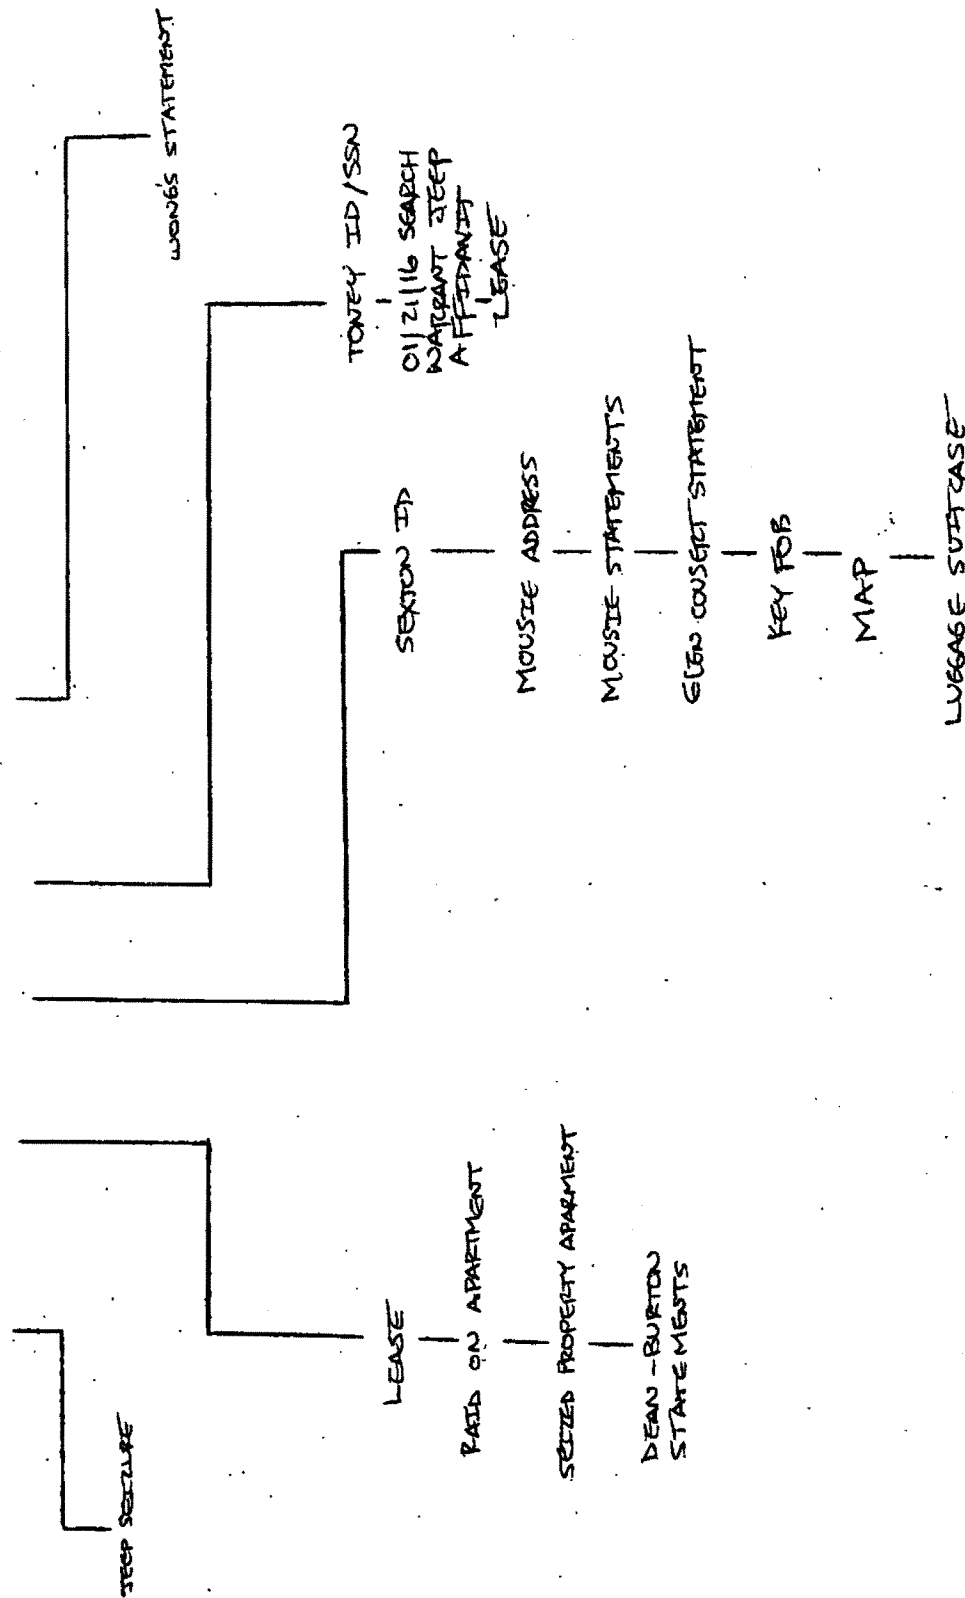 JEEP SEIZURE
LEASE
RAID ON APARTMENT
SEIZED PROPERTY APARMENT
DEAN-BURTON
STATEMENTS
SEXTON ID
MOUSIE ADDRESS
MOUSIE STATEMENTS
GLEN COUSERT STATEMENT
KEY FOB
MAP
LUGGAGE SUITCASE
TONEY ID/SSN
01/21/16 SEARCH
WARRANT JEEP
AFFIDAVIT
LEASE
WONG'S STATEMENT